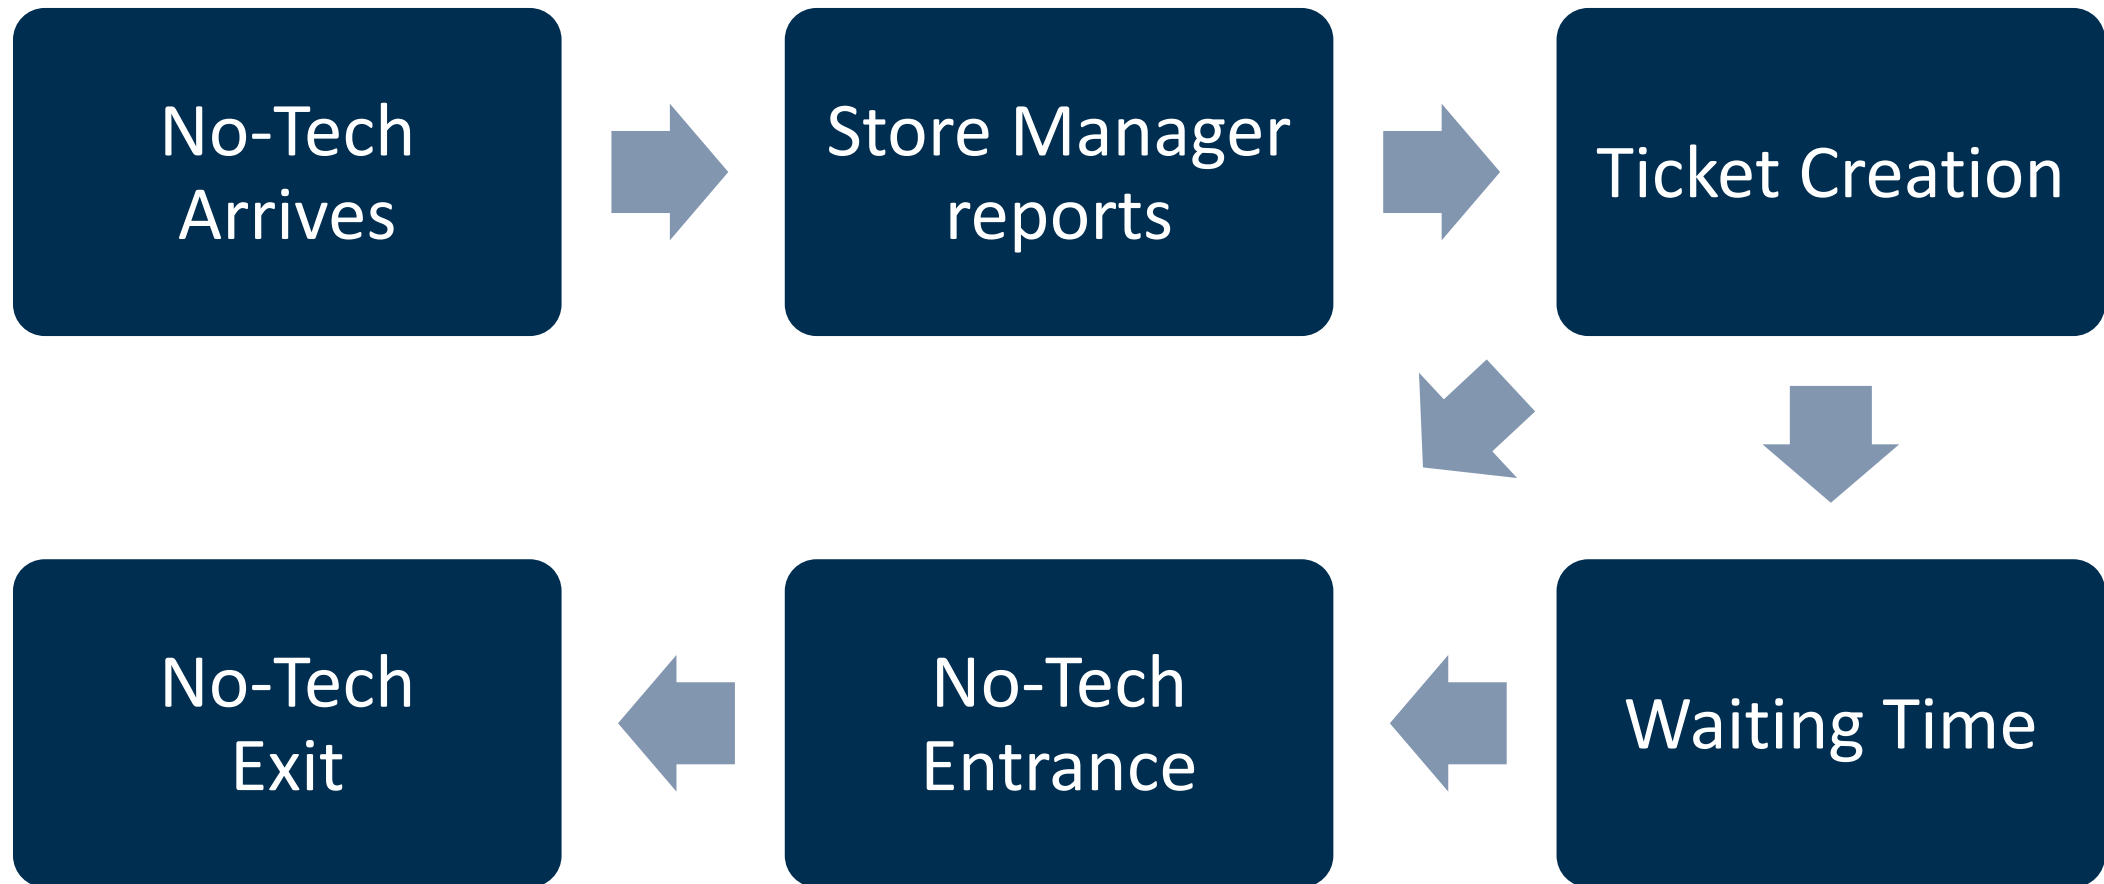 No-Tech
Arrives
Store Manager
reports
Ticket Creation
No-Tech
Exit
No-Tech
Entrance
Waiting Time